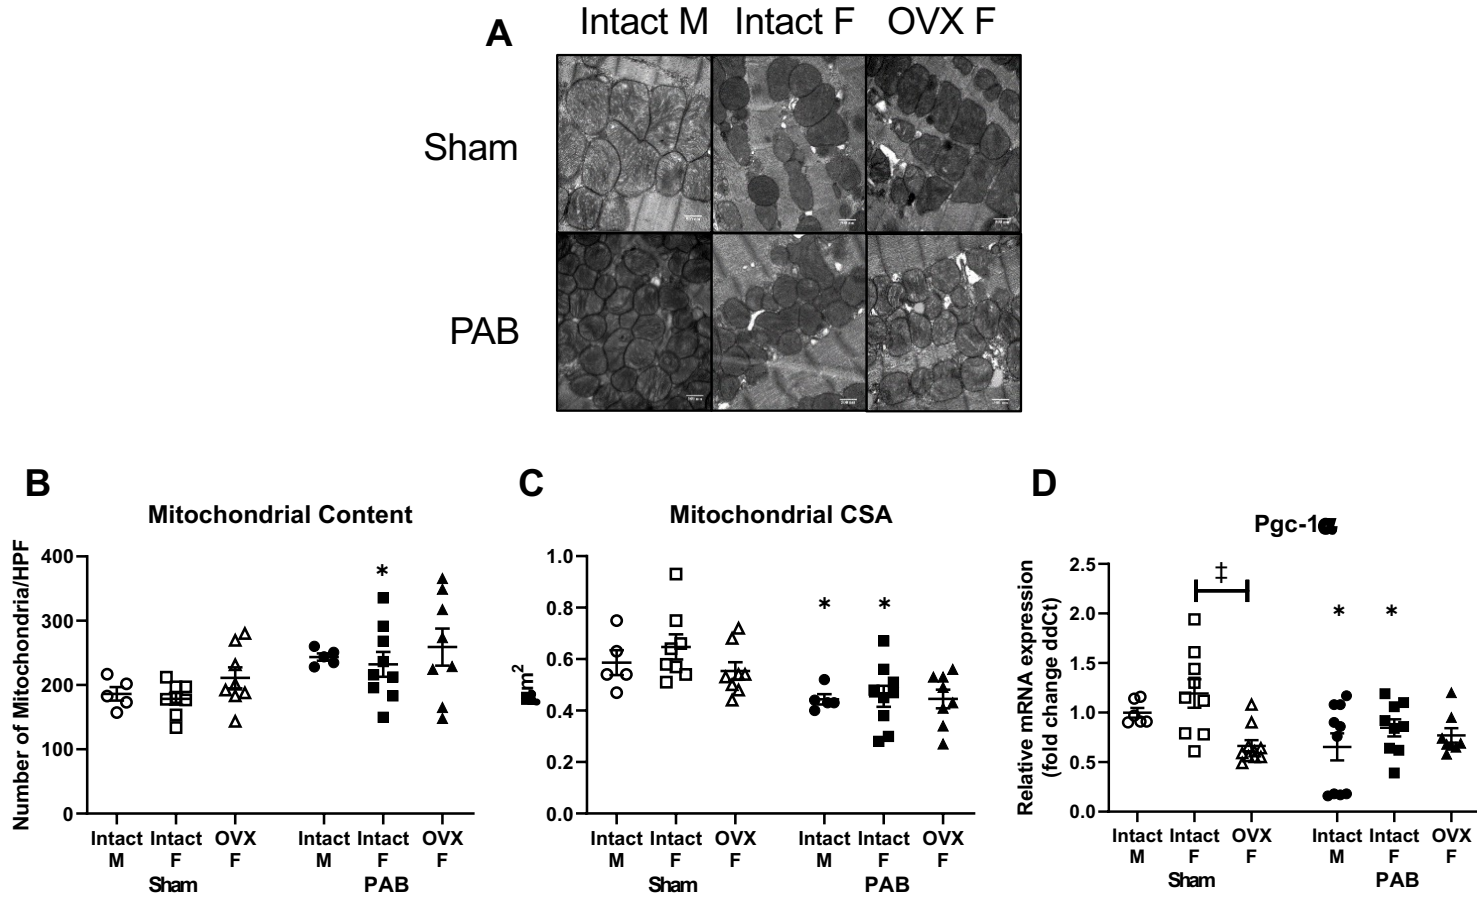 A
Intact M Intact F OVX F
Sham
PAB
B
Mitochondrial Content
Number of Mitochondria/HPF
400
300
200
100
0
*
Intact M
Intact F
OVX F
Intact M
Intact F
OVX F
Sham
PAB
C
Mitochondrial CSA
m²
1.0
0.8
0.6
0.4
0.2
0.0
* *
Intact M
Intact F
OVX F
Intact M
Intact F
OVX F
Sham
PAB
D
Pgc-1
Relative mRNA expression
(fold change ddCt)
2.5
2.0
1.5
1.0
0.5
0.0
‡
* *
Intact M
Intact F
OVX F
Intact M
Intact F
OVX F
Sham
PAB